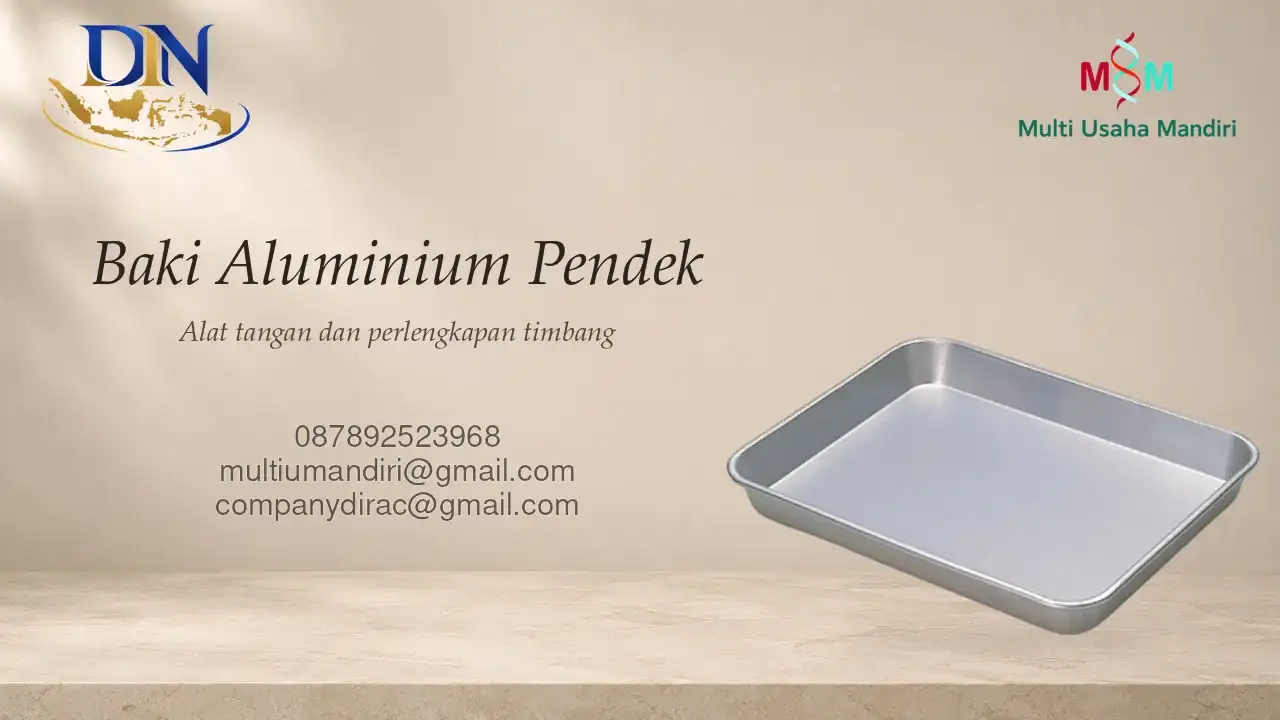 DIN
MSM
Multi Usaha Mandiri
Baki Aluminium Pendek
Alat tangan dan perlengkapan timbang
087892523968
multiumandiri@gmail.com
companydirac@gmail.com